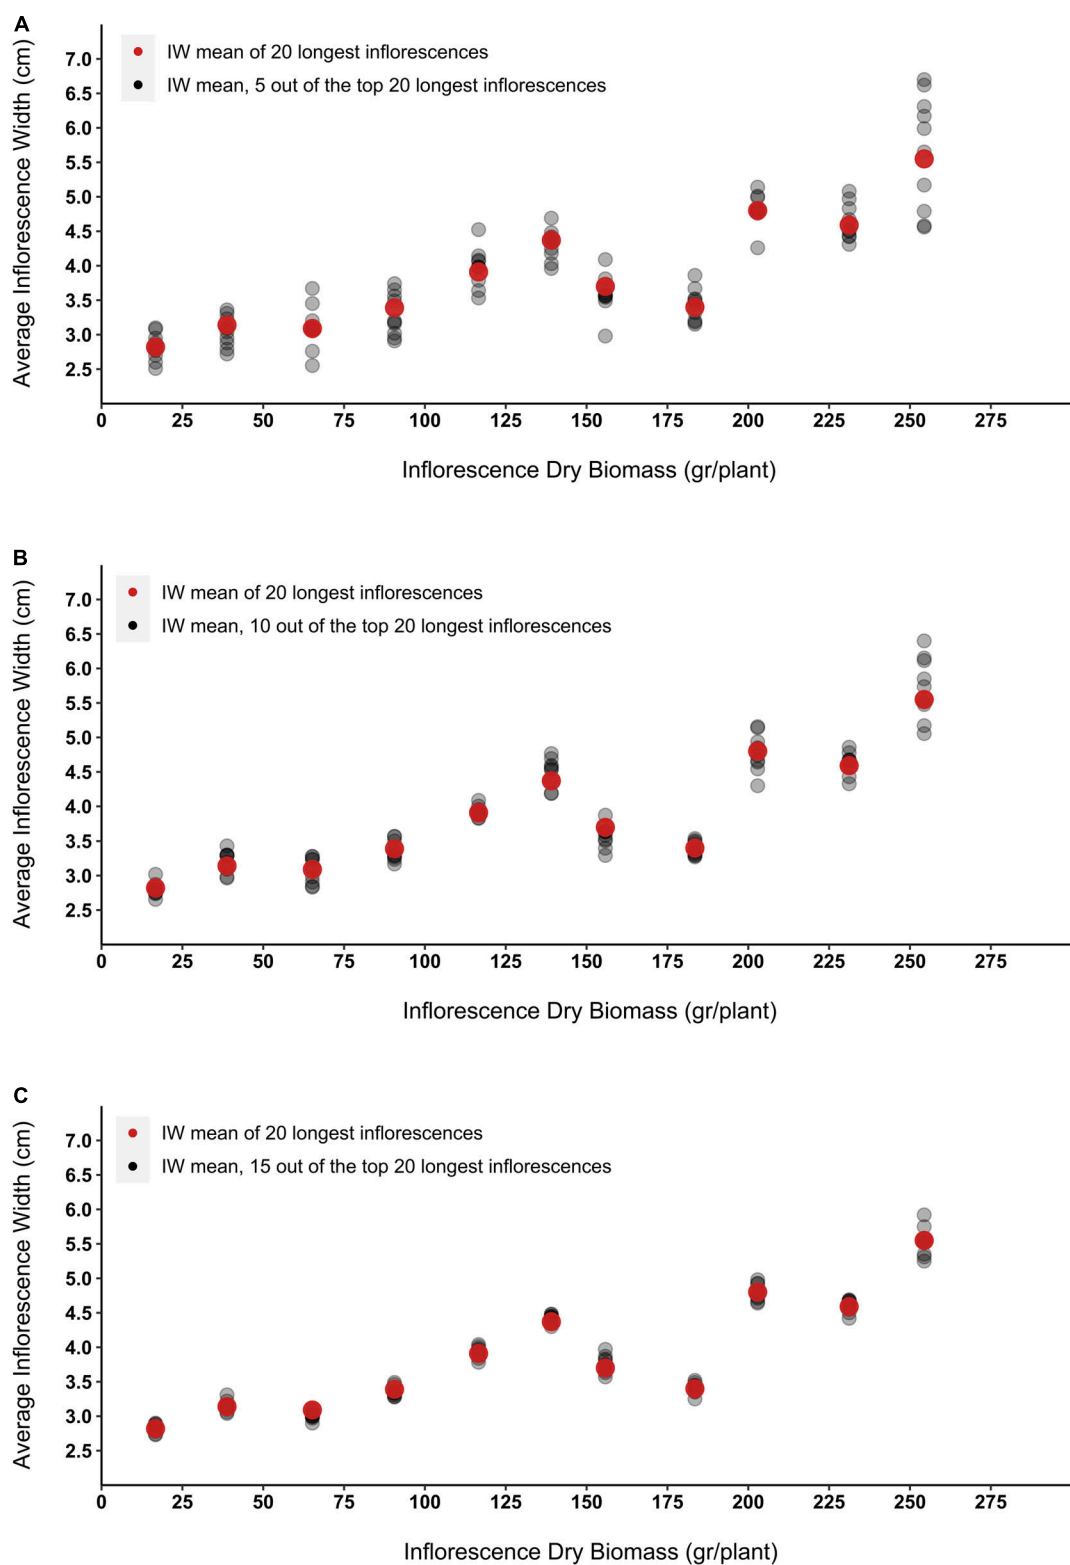 A
IW mean of 20 longest inflorescences
IW mean, 5 out of the top 20 longest inflorescences
Average Inflorescence Width (cm)
7.0
6.5
6.0
5.5
5.0
4.5
4.0
3.5
3.0
2.5
0 25 50 75 100 125 150 175 200 225 250 275
Inflorescence Dry Biomass (gr/plant)
B
IW mean of 20 longest inflorescences
IW mean, 10 out of the top 20 longest inflorescences
Average Inflorescence Width (cm)
7.0
6.5
6.0
5.5
5.0
4.5
4.0
3.5
3.0
2.5
0 25 50 75 100 125 150 175 200 225 250 275
Inflorescence Dry Biomass (gr/plant)
C
IW mean of 20 longest inflorescences
IW mean, 15 out of the top 20 longest inflorescences
Average Inflorescence Width (cm)
7.0
6.5
6.0
5.5
5.0
4.5
4.0
3.5
3.0
2.5
0 25 50 75 100 125 150 175 200 225 250 275
Inflorescence Dry Biomass (gr/plant)